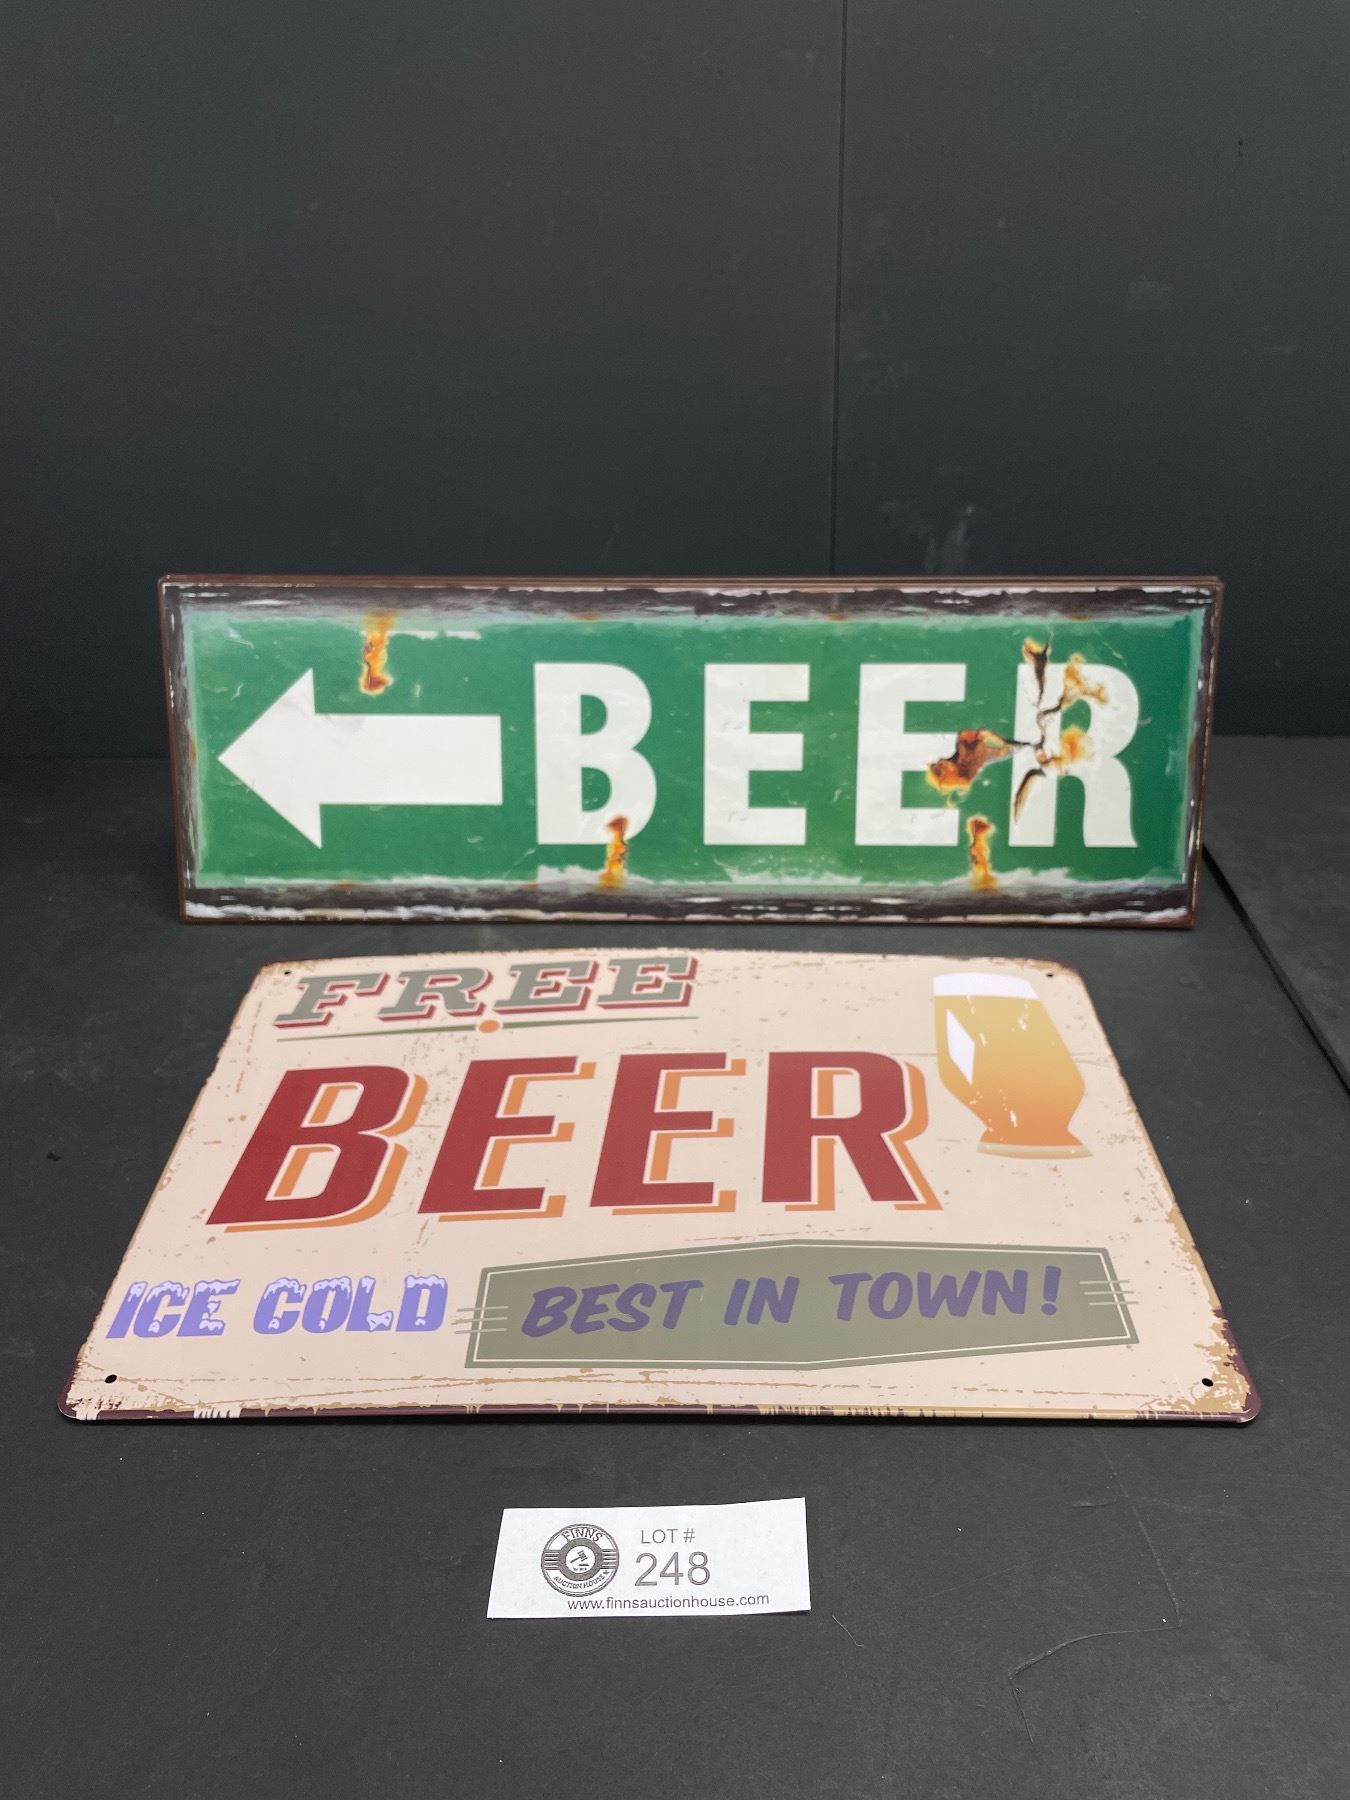 BEER
FREE
BEER
ICE COLD BEST IN TOWN!
FINNS
AUCTION HOUSE
LOT #
248
www.finnsauctionhouse.com